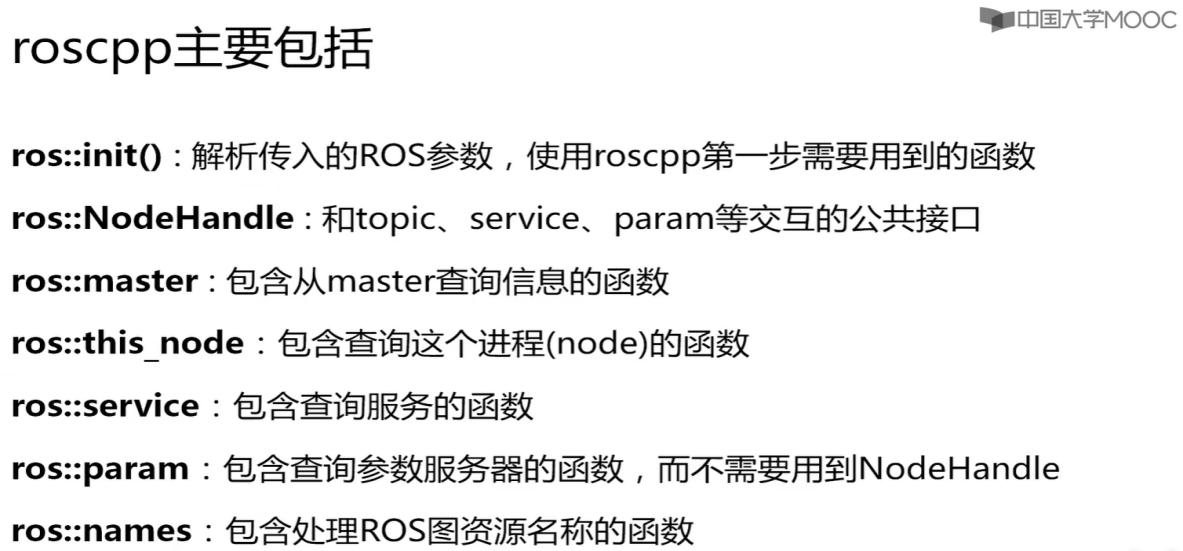 中国大学MOOC
roscpp主要包括
ros::init() : 解析传入的ROS参数，使用roscpp第一步需要用到的函数
ros::NodeHandle : 和topic、service、param等交互的公共接口
ros::master : 包含从master查询信息的函数
ros::this_node：包含查询这个进程(node)的函数
ros::service：包含查询服务的函数
ros::param：包含查询参数服务器的函数，而不需要用到NodeHandle
ros::names：包含处理ROS图资源名称的函数